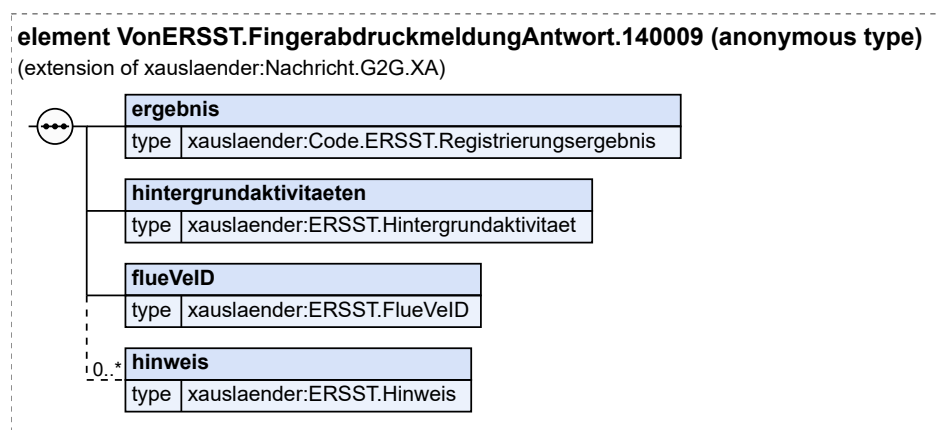 element VonERSST.FingerabdruckmeldungAntwort.140009 (anonymous type)
(extension of xauslaender:Nachricht.G2G.XA)
ergebnis
type xauslaender:Code.ERSST.Registrierungsergebnis
hintergrundaktivitaeten
type xauslaender:ERSST.Hintergrundaktivitaet
flueVeID
type xauslaender:ERSST.FlueVeID
0..* hinweis
type xauslaender:ERSST.Hinweis